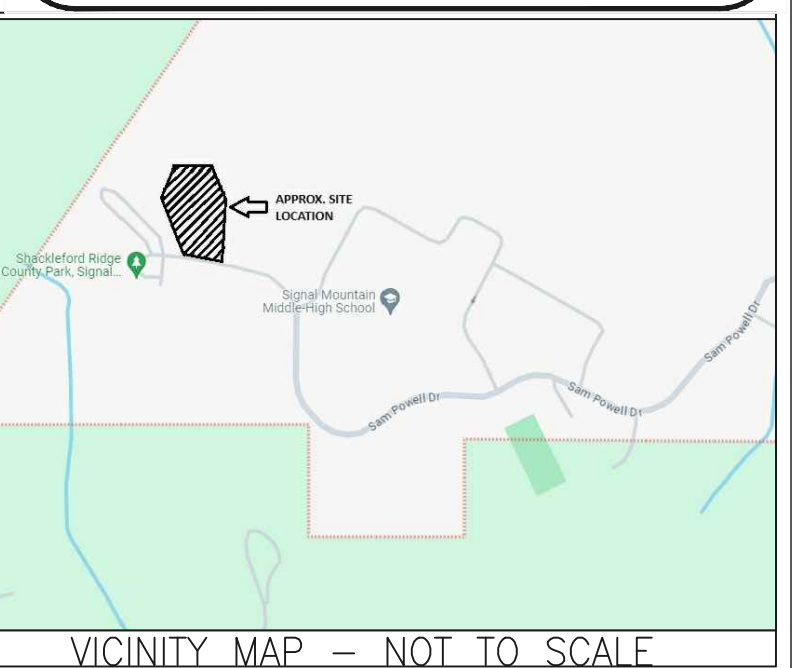 APPROX. SITE
LOCATION
Shackleford Ridge
County Park, Signal...
Signal Mountain
Middle-High School
Sam Powell Dr
Sam Powell Dr
Sam Powell Dr
VICINITY MAP – NOT TO SCALE